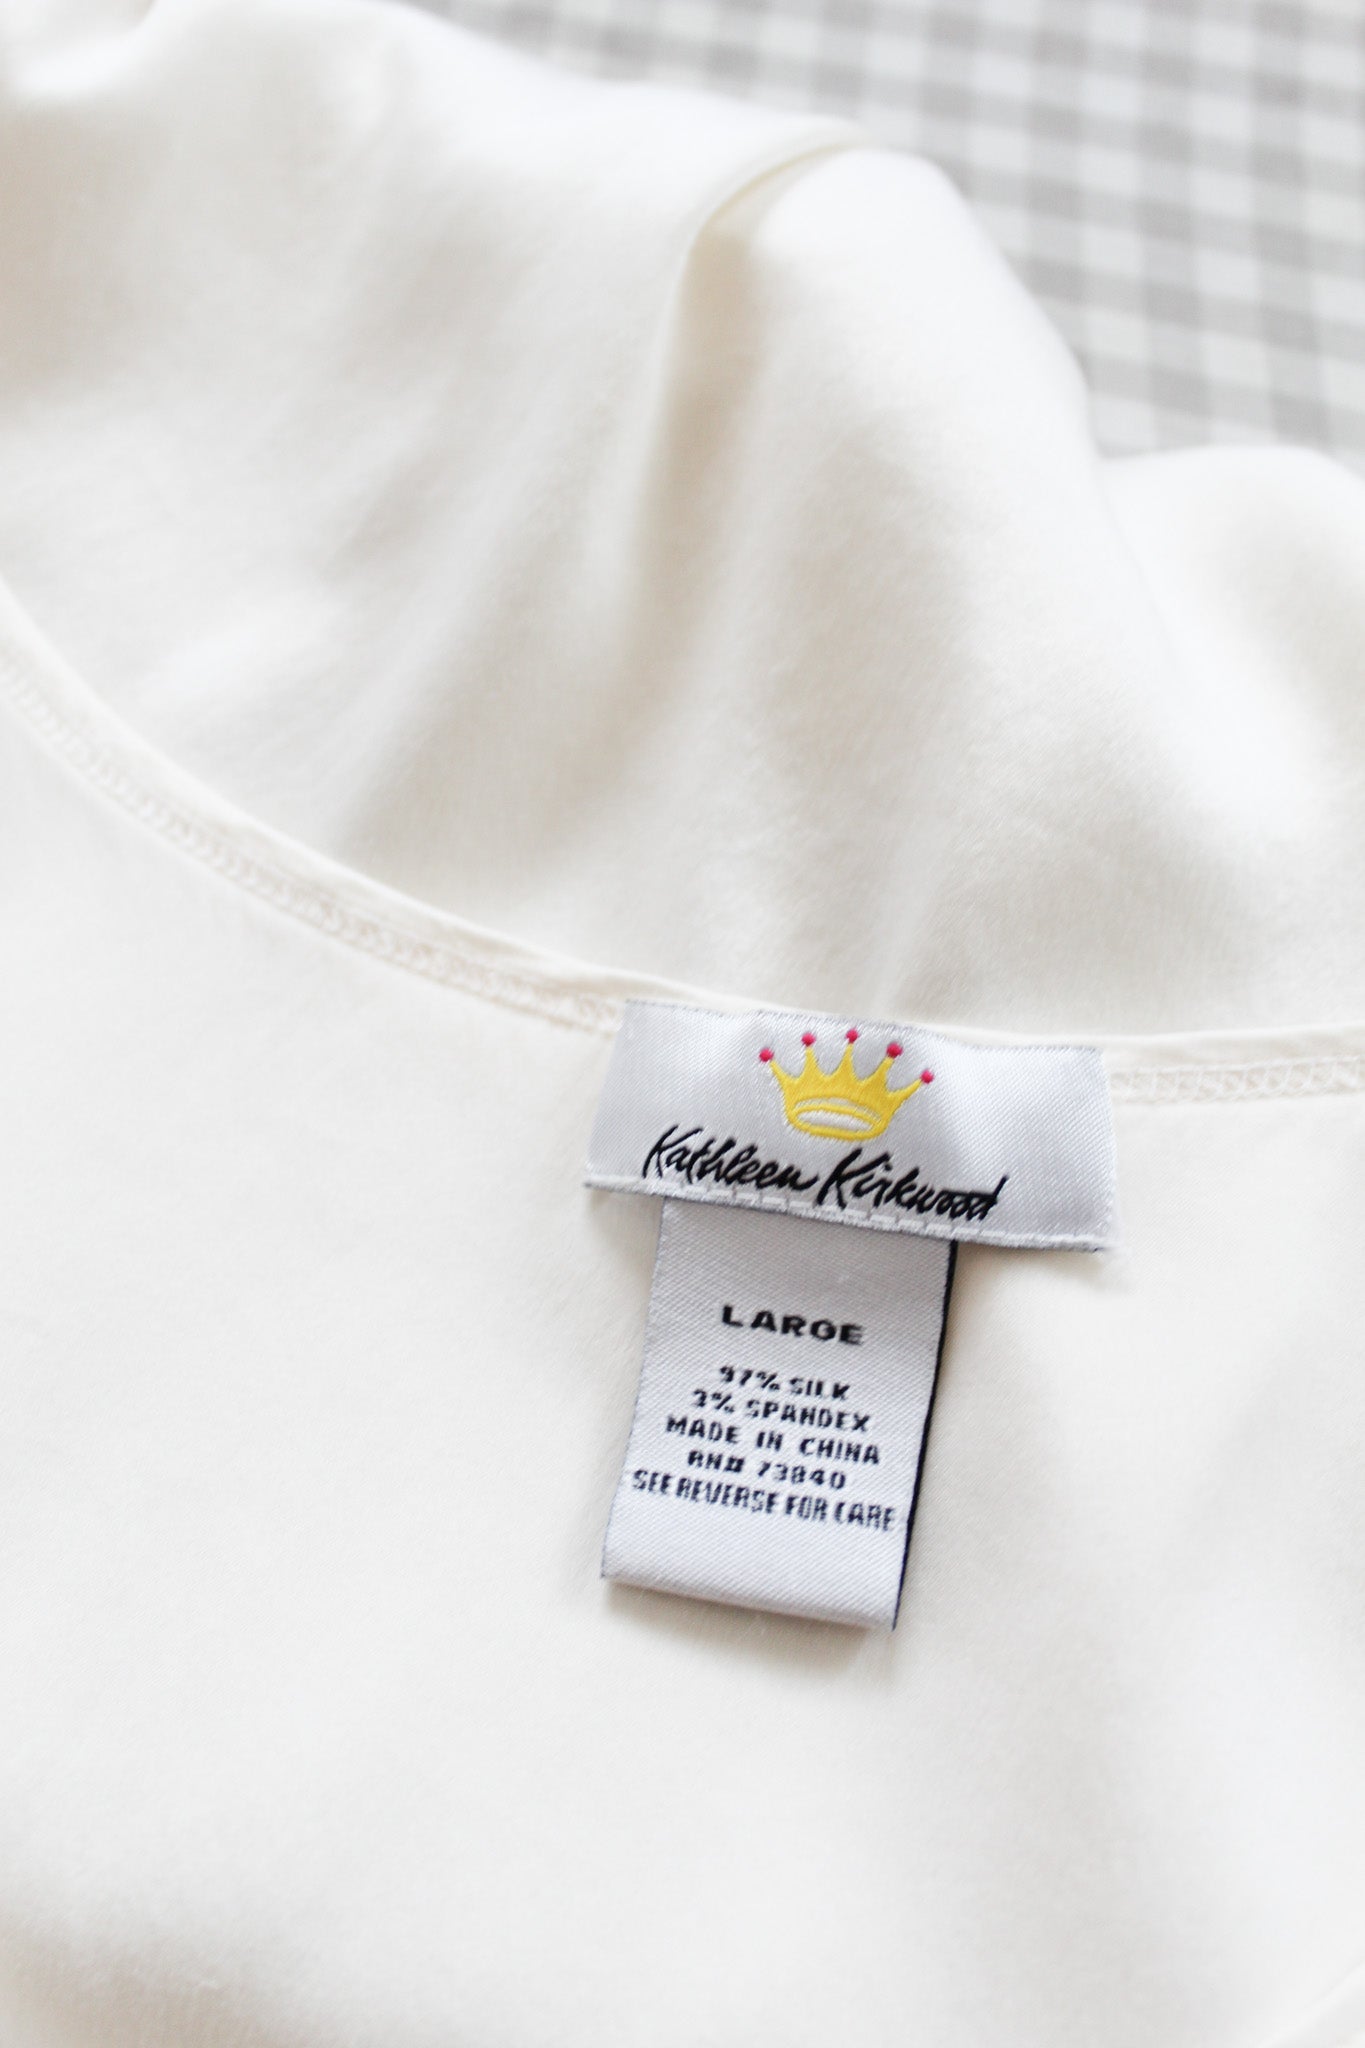 Kathleen Kirkwood
LARGE
97% SILK
3% SPANDEX
MADE IN CHINA
RN# 73840
SEE REVERSE FOR CARE